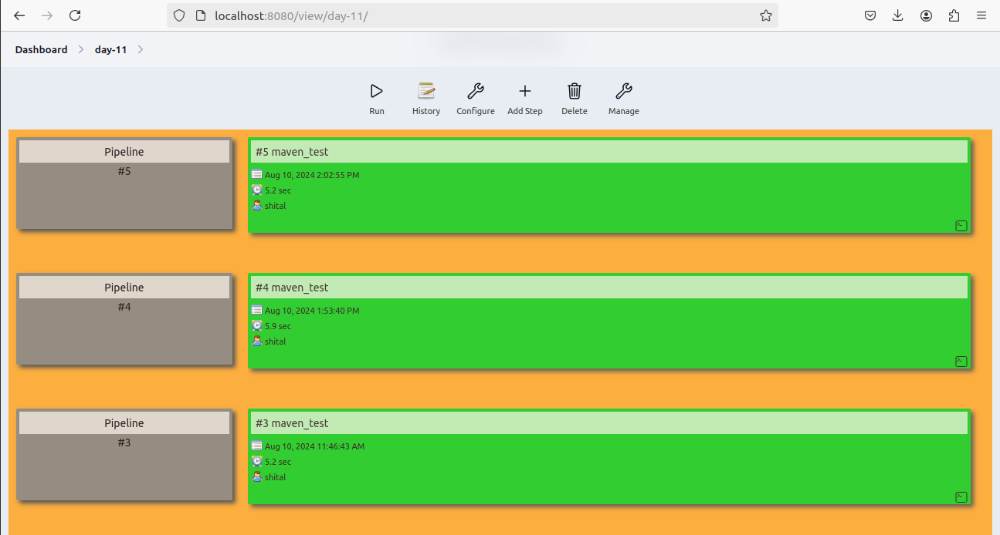 localhost:8080/view/day-11/
Dashboard
day-11
Run
History
Configure
Add Step
Delete
Manage
Pipeline
#5
#5 maven_test
Aug 10, 2024 2:02:55 PM
5.2 sec
shital
Pipeline
#4
#4 maven_test
Aug 10, 2024 1:53:40 PM
5.9 sec
shital
Pipeline
#3
#3 maven_test
Aug 10, 2024 11:46:43 AM
5.2 sec
shital